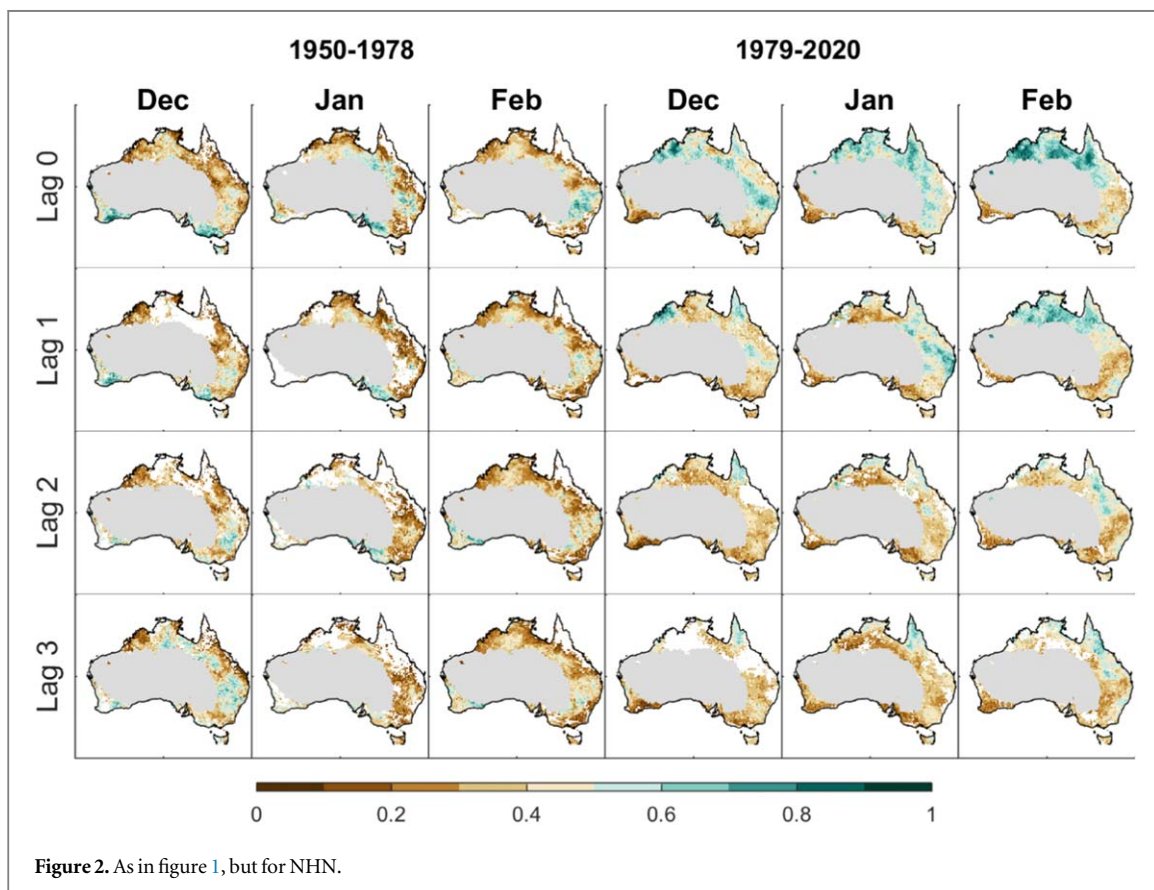 1950-1978 1979-2020
Dec Jan Feb Dec Jan Feb
Lag 0
Lag 1
Lag 2
Lag 3
0 0.2 0.4 0.6 0.8 1
Figure 2. As in figure 1, but for NHN.